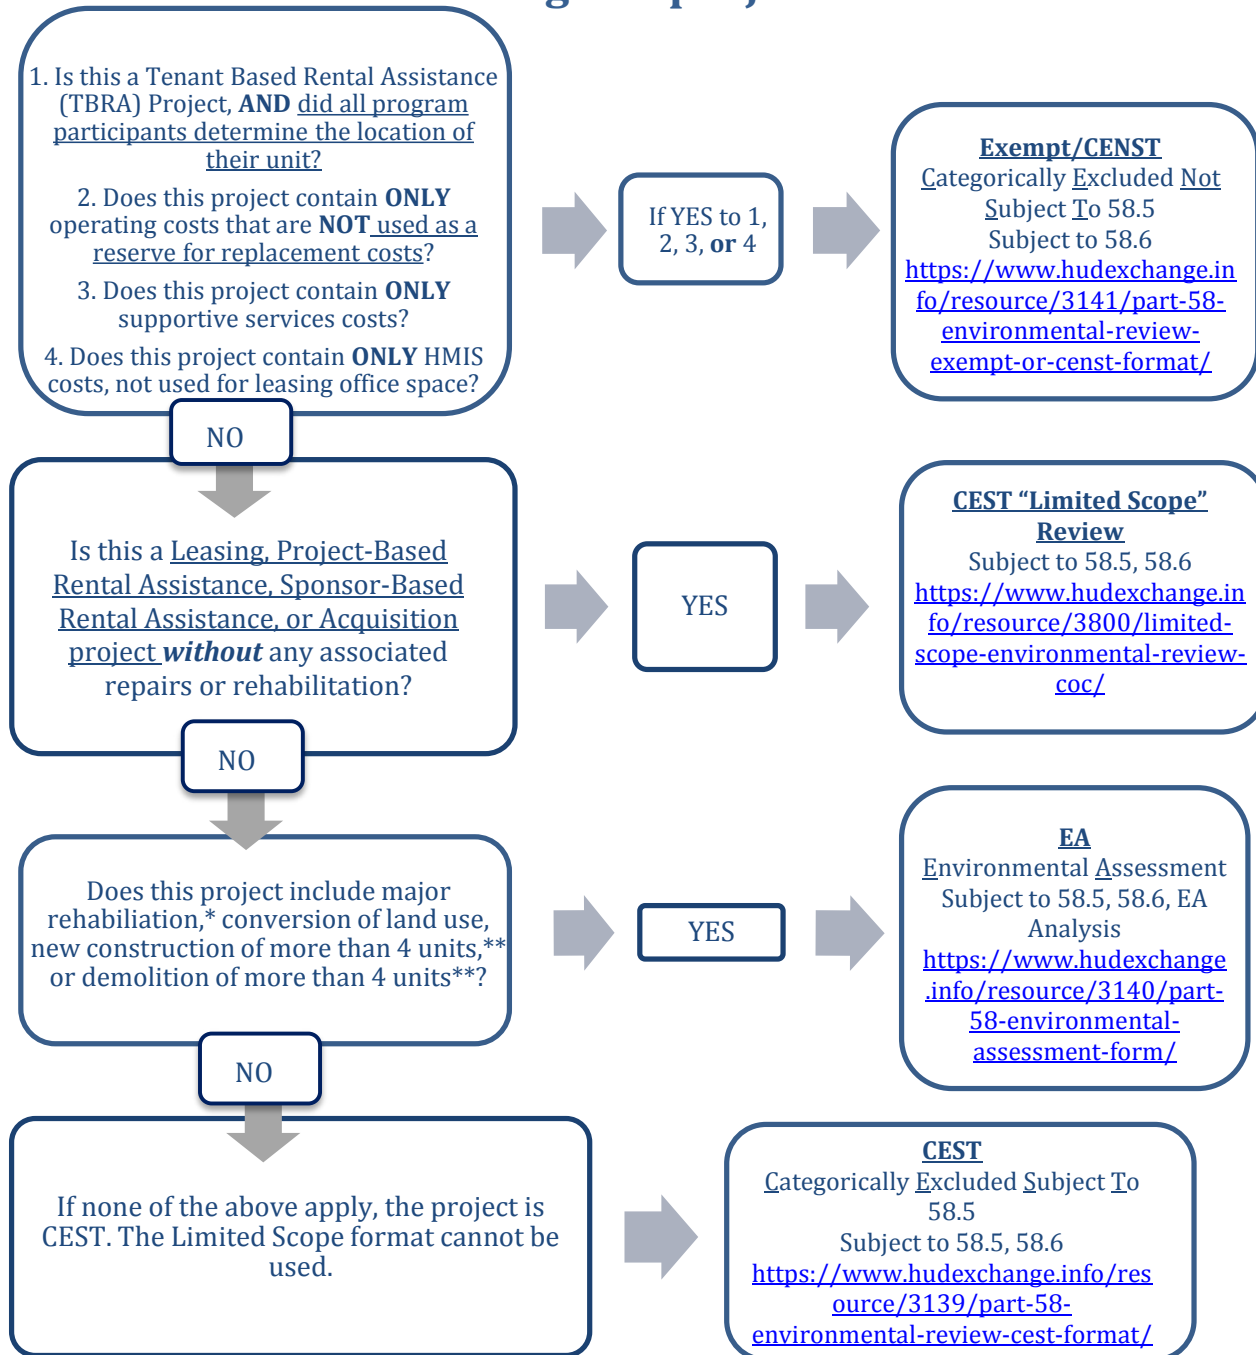 1. Is this a Tenant Based Rental Assistance
(TBRA) Project, AND did all program
participants determine the location of
their unit?
2. Does this project contain ONLY
operating costs that are NOT used as a
reserve for replacement costs?
3. Does this project contain ONLY
supportive services costs?
4. Does this project contain ONLY HMIS
costs, not used for leasing office space?
If YES to 1,
2, 3, or 4
Exempt/CENST
Categorically Excluded Not
Subject To 58.5
Subject to 58.6
https://www.hudexchange.in
fo/resource/3141/part-58-
environmental-review-
exempt-or-censt-format/
NO
Is this a Leasing, Project-Based
Rental Assistance, Sponsor-Based
Rental Assistance, or Acquisition
project without any associated
repairs or rehabilitation?
YES
CEST “Limited Scope”
Review
Subject to 58.5, 58.6
https://www.hudexchange.in
fo/resource/3800/limited-
scope-environmental-review-
coc/
NO
Does this project include major
rehabiliation,* conversion of land use,
new construction of more than 4 units,**
or demolition of more than 4 units**?
YES
EA
Environmental Assessment
Subject to 58.5, 58.6, EA
Analysis
https://www.hudexchange
.info/resource/3140/part-
58-environmental-
assessment-form/
NO
If none of the above apply, the project is
CEST. The Limited Scope format cannot be
used.
CEST
Categorically Excluded Subject To
58.5
Subject to 58.5, 58.6
https://www.hudexchange.info/res
ource/3139/part-58-
environmental-review-cest-format/